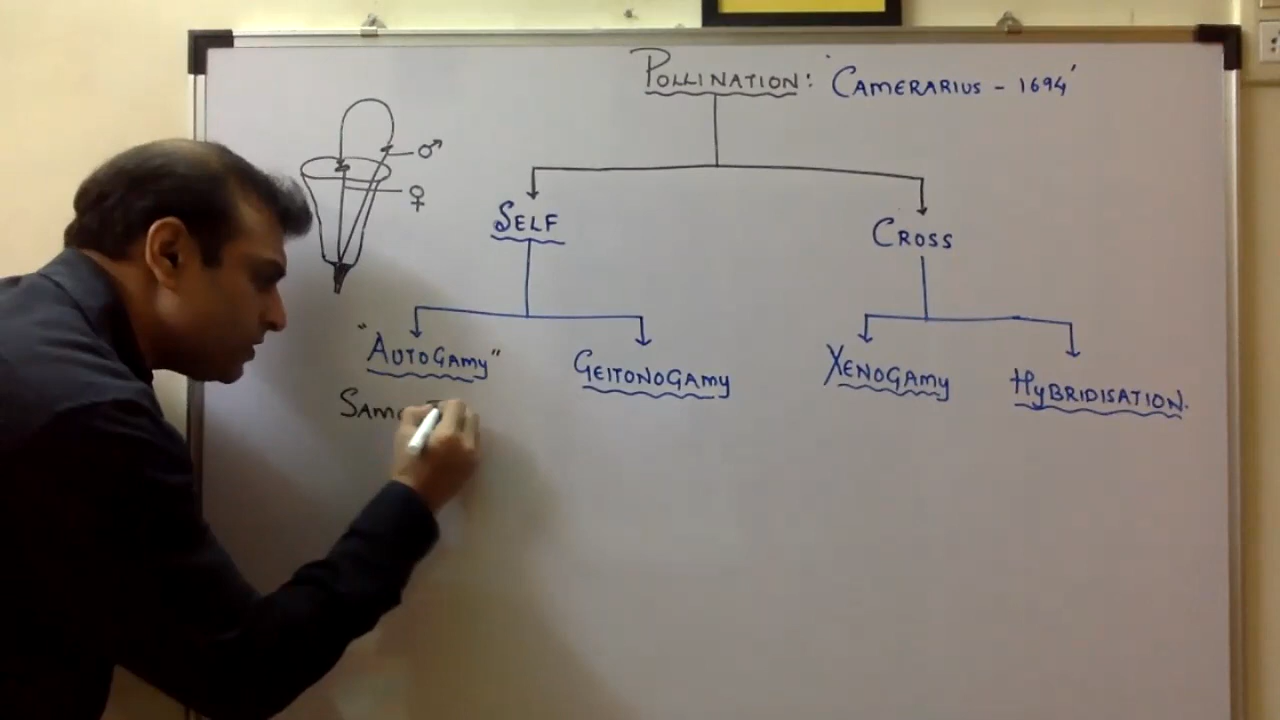 POLLINATION: 'CAMERARIUS - 1694'
SELF
CROSS
"AUTOGAMY"
GEITONOGAMY
XENOGAMY
HYBRIDISATION.